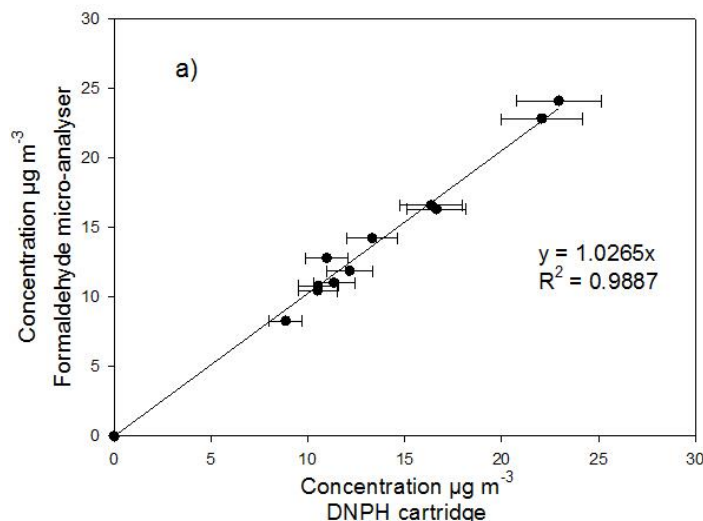 a)
30
25
20
15
10
5
0
Concentration µg m⁻³
Formaldehyde micro-analyser
y = 1.0265x
R² = 0.9887
0 5 10 15 20 25 30
Concentration µg m⁻³
DNPH cartridge